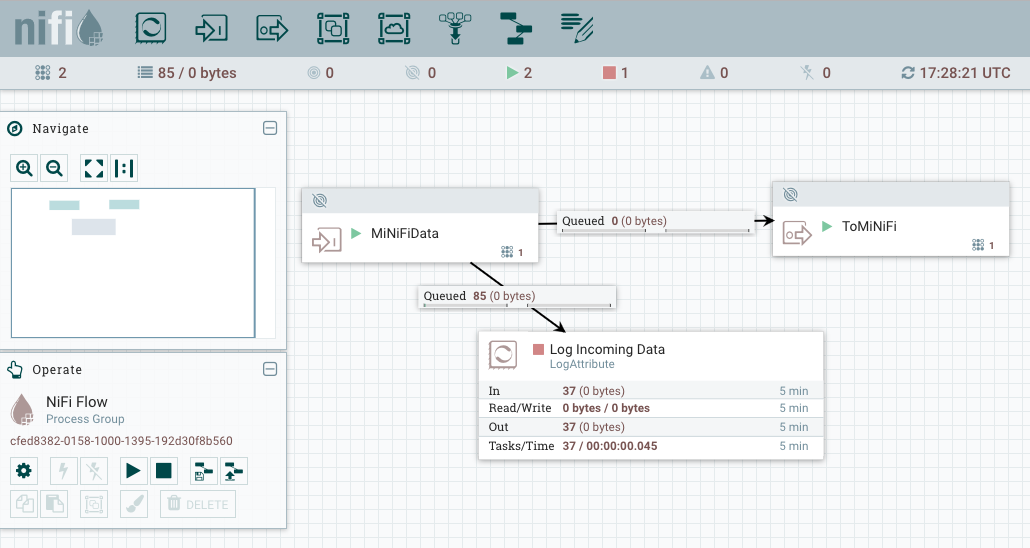 nifi
2
85 / 0 bytes
0
0
2
1
0
0
17:28:21 UTC
Navigate
Operate
NiFi Flow
Process Group
cfed8382-0158-1000-1395-192d30f8b560
DELETE
MiNiFiData
1
Queued 0 (0 bytes)
ToMiNiFi
1
Queued 85 (0 bytes)
Log Incoming Data
LogAttribute
In 37 (0 bytes) 5 min
Read/Write 0 bytes / 0 bytes 5 min
Out 37 (0 bytes) 5 min
Tasks/Time 37 / 00:00:00.045 5 min